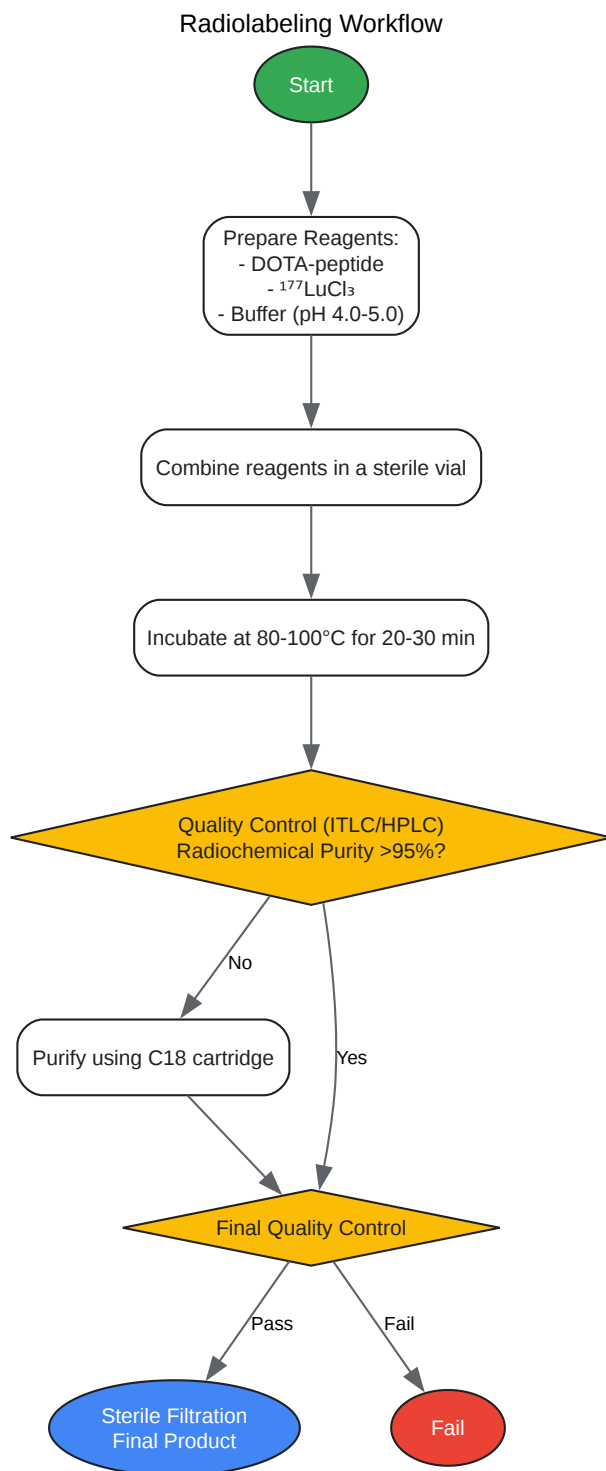 Radiolabeling Workflow
Start
Prepare Reagents:
- DOTA-peptide
- ¹⁷⁷LuCl₃
- Buffer (pH 4.0-5.0)
Combine reagents in a sterile vial
Incubate at 80-100°C for 20-30 min
Quality Control (ITLC/HPLC)
Radiochemical Purity >95%?
No
Yes
Purify using C18 cartridge
Final Quality Control
Pass
Fail
Sterile Filtration
Final Product
Fail